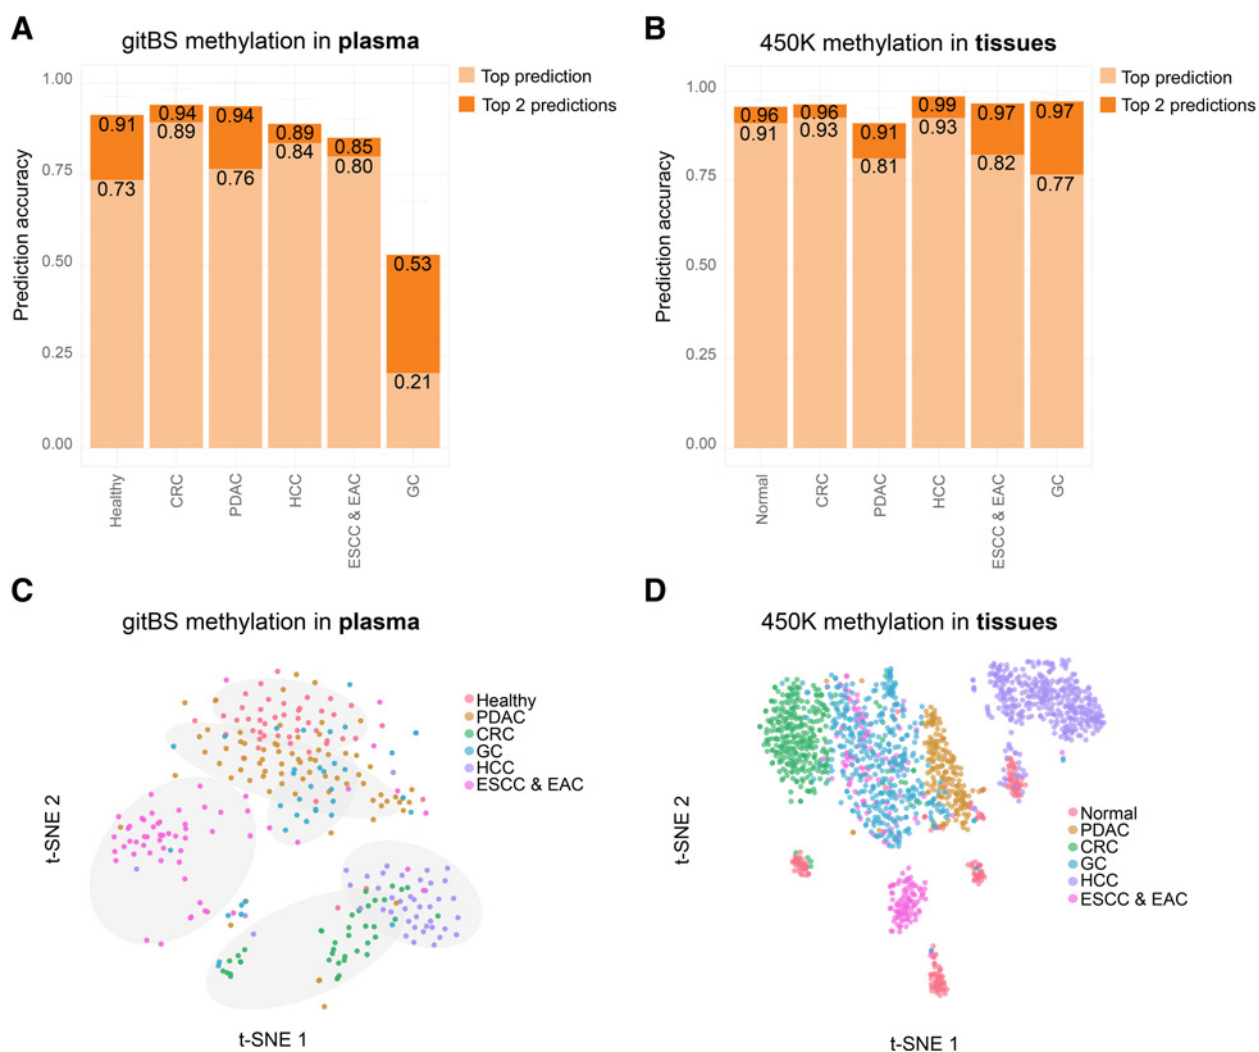 A
gitBS methylation in plasma
Prediction accuracy
1.00
0.75
0.50
0.25
0.00
0.91
0.73
0.94
0.89
0.94
0.76
0.89
0.84
0.85
0.80
0.53
0.21
Healthy
CRC
PDAC
HCC
ESCC & EAC
GC
Top prediction
Top 2 predictions
B
450K methylation in tissues
Prediction accuracy
1.00
0.75
0.50
0.25
0.00
0.96
0.91
0.96
0.93
0.91
0.81
0.99
0.93
0.97
0.82
0.97
0.77
Normal
CRC
PDAC
HCC
ESCC & EAC
GC
Top prediction
Top 2 predictions
C
gitBS methylation in plasma
t-SNE 2
t-SNE 1
Healthy
PDAC
CRC
GC
HCC
ESCC & EAC
D
450K methylation in tissues
t-SNE 2
t-SNE 1
Normal
PDAC
CRC
GC
HCC
ESCC & EAC